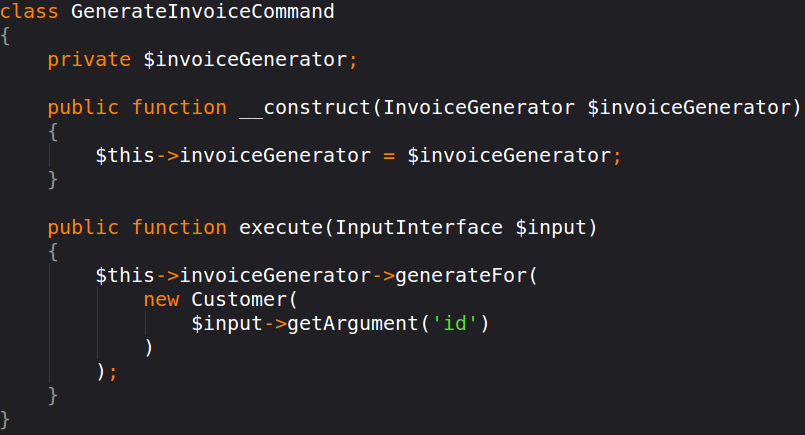 class GenerateInvoiceCommand
{
    private $invoiceGenerator;

    public function __construct(InvoiceGenerator $invoiceGenerator)
    {
        $this->invoiceGenerator = $invoiceGenerator;
    }

    public function execute(InputInterface $input)
    {
        $this->invoiceGenerator->generateFor(
            new Customer(
                $input->getArgument('id')
            )
        );
    }
}